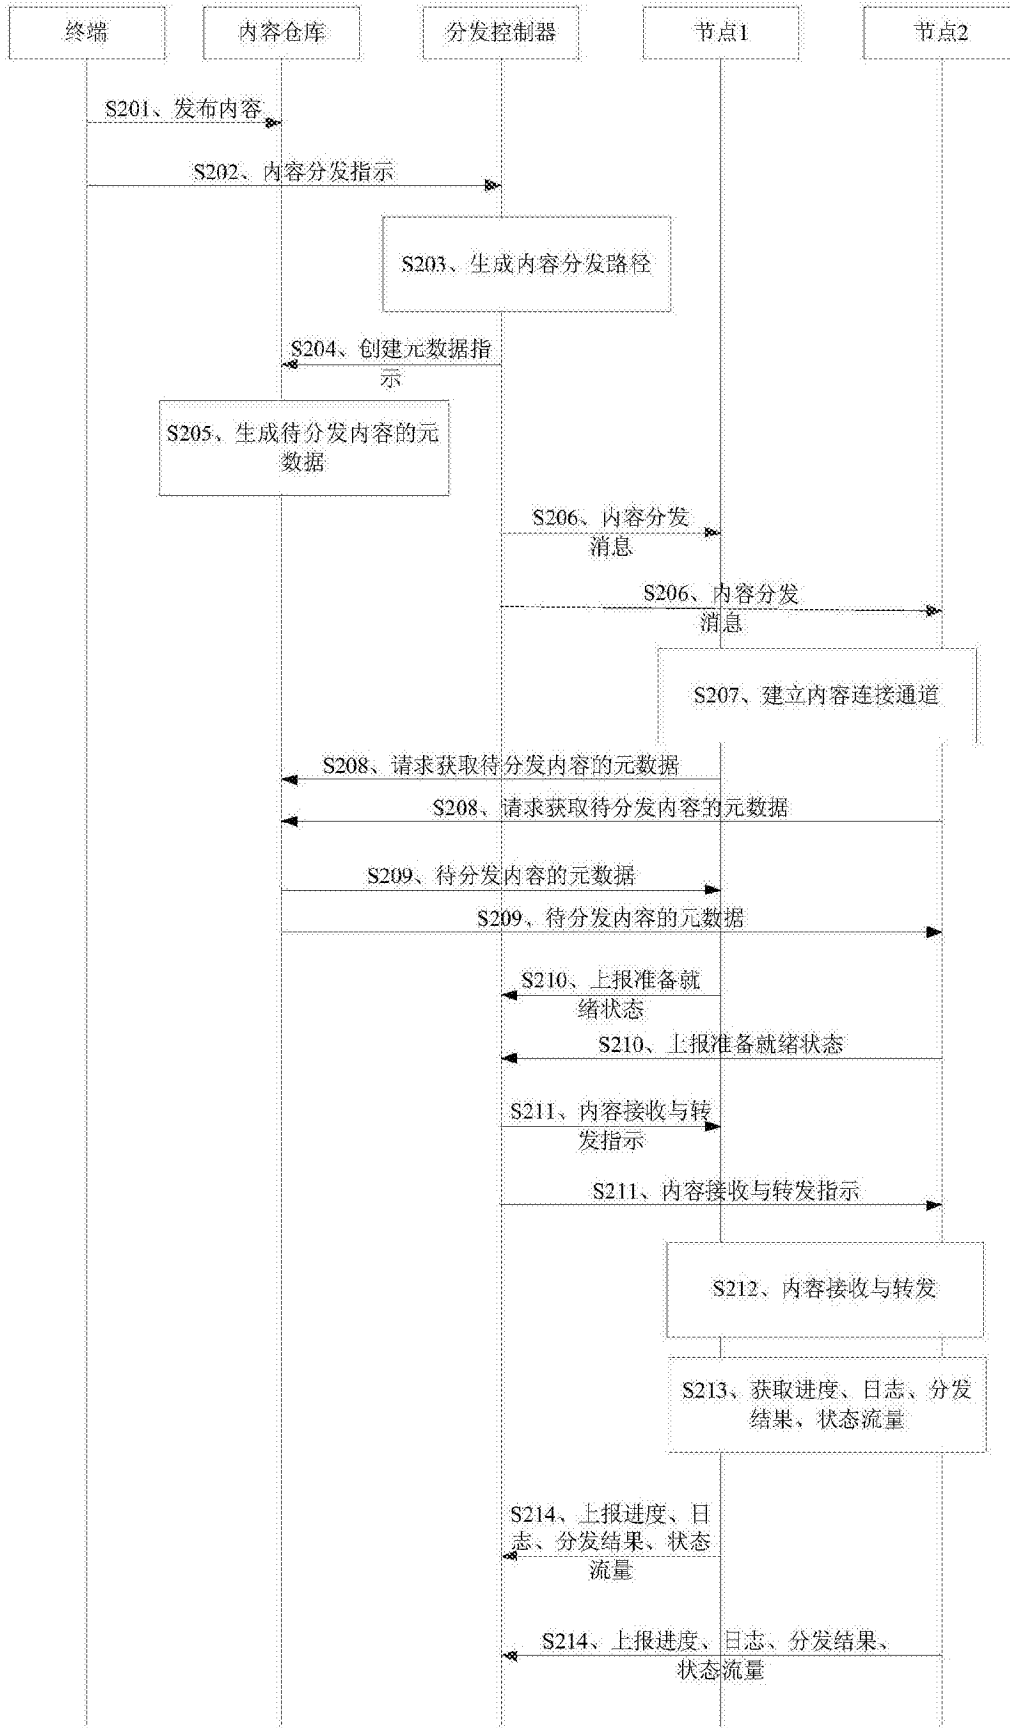 终端
内容仓库
分发控制器
节点1
节点2
S201、发布内容
S202、内容分发指示
S203、生成内容分发路径
S204、创建元数据指
示
S205、生成待分发内容的元
数据
S206、内容分发
消息
S206、内容分发
消息
S207、建立内容连接通道
S208、请求获取待分发内容的元数据
S208、请求获取待分发内容的元数据
S209、待分发内容的元数据
S209、待分发内容的元数据
S210、上报准备就
绪状态
S210、上报准备就绪状态
S211、内容接收与转
发指示
S211、内容接收与转发指示
S212、内容接收与转发
S213、获取进度、日志、分发
结果、状态流量
S214、上报进度、日
志、分发结果、状态
流量
S214、上报进度、日志、分发结果、
状态流量